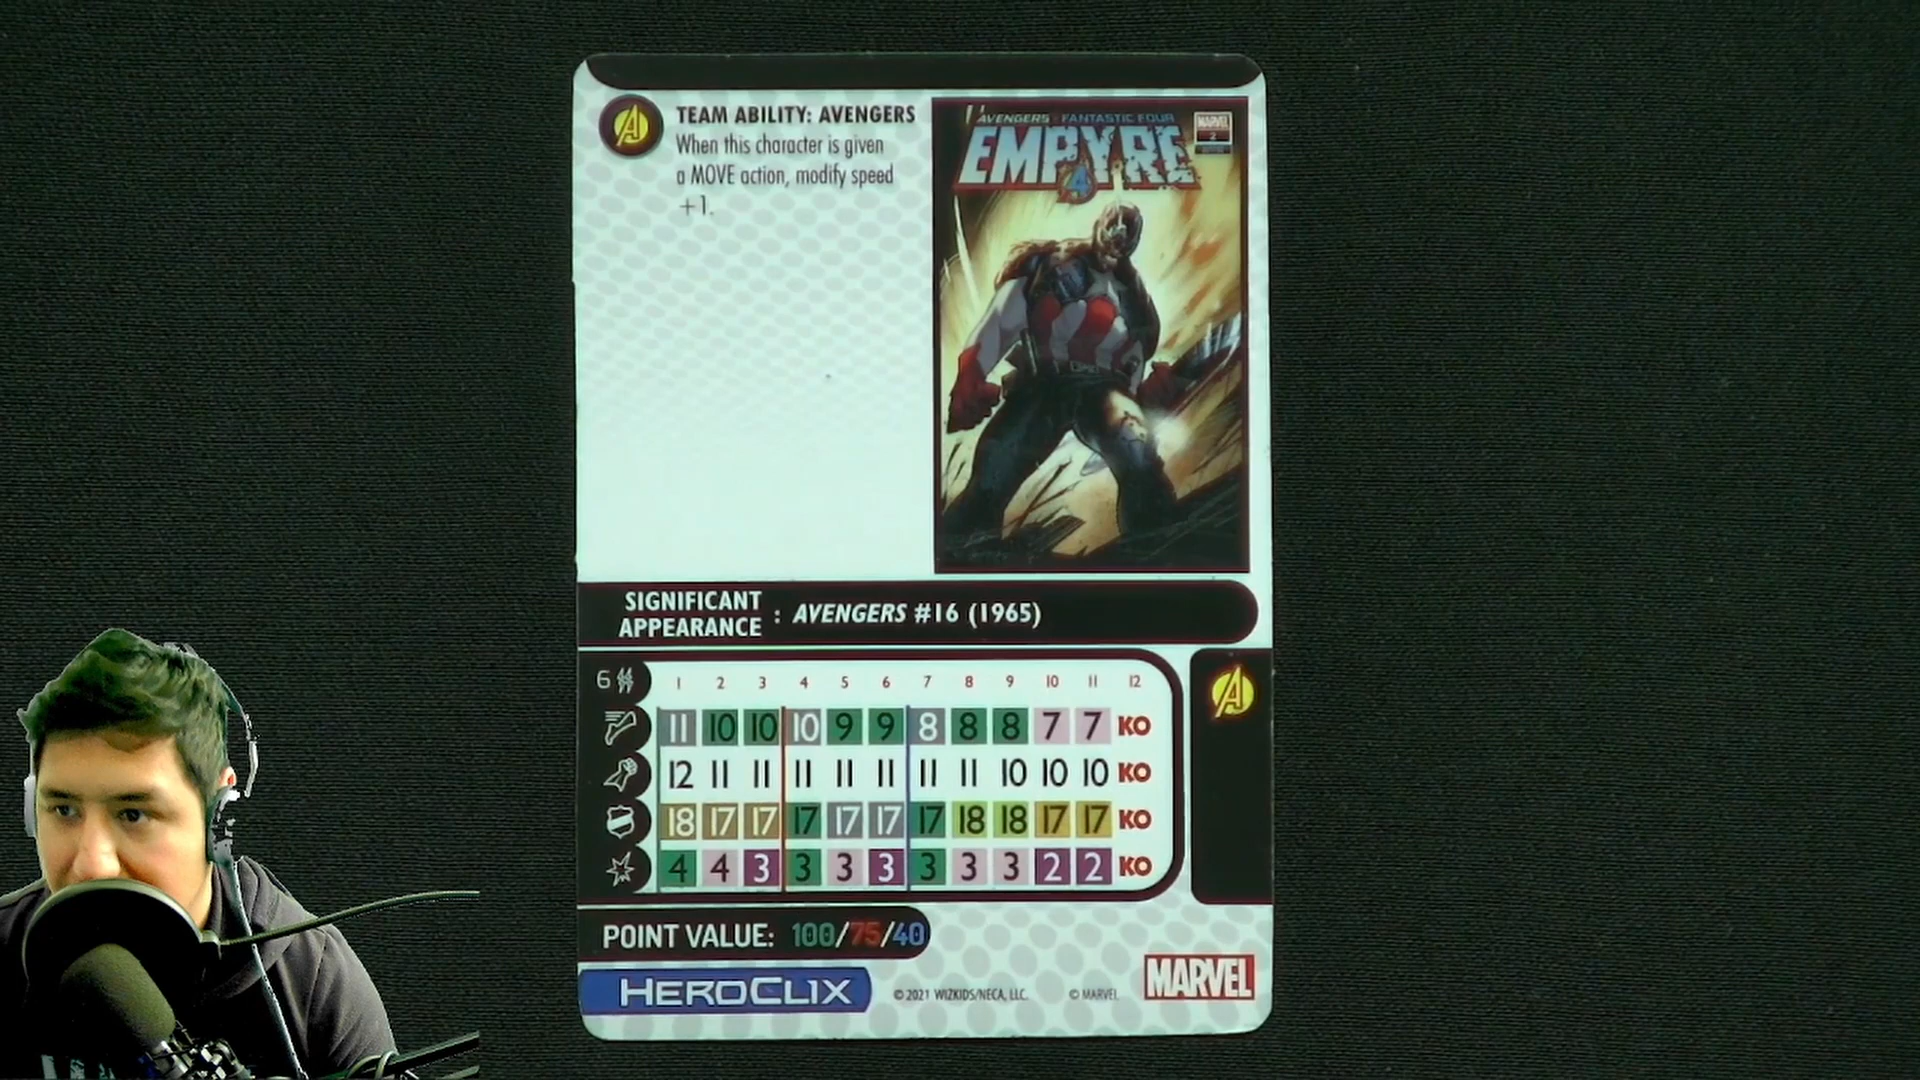 TEAM ABILITY: AVENGERS
When this character is given
a MOVE action, modify speed
+1.
AVENGERS FANTASTIC FOUR
EMPYRE
MARVEL
2
SIGNIFICANT
APPEARANCE : AVENGERS #16 (1965)
6 1 2 3 4 5 6 7 8 9 10 11 12
11 10 10 10 9 9 8 8 8 7 7 KO
12 11 11 11 11 11 11 11 10 10 10 KO
18 17 17 17 17 17 17 18 18 17 17 KO
4 4 3 3 3 3 3 3 3 2 2 KO
POINT VALUE: 100/75/40
HEROCLIX
© 2021 WIZKIDS/NECA, LLC. © MARVEL
MARVEL